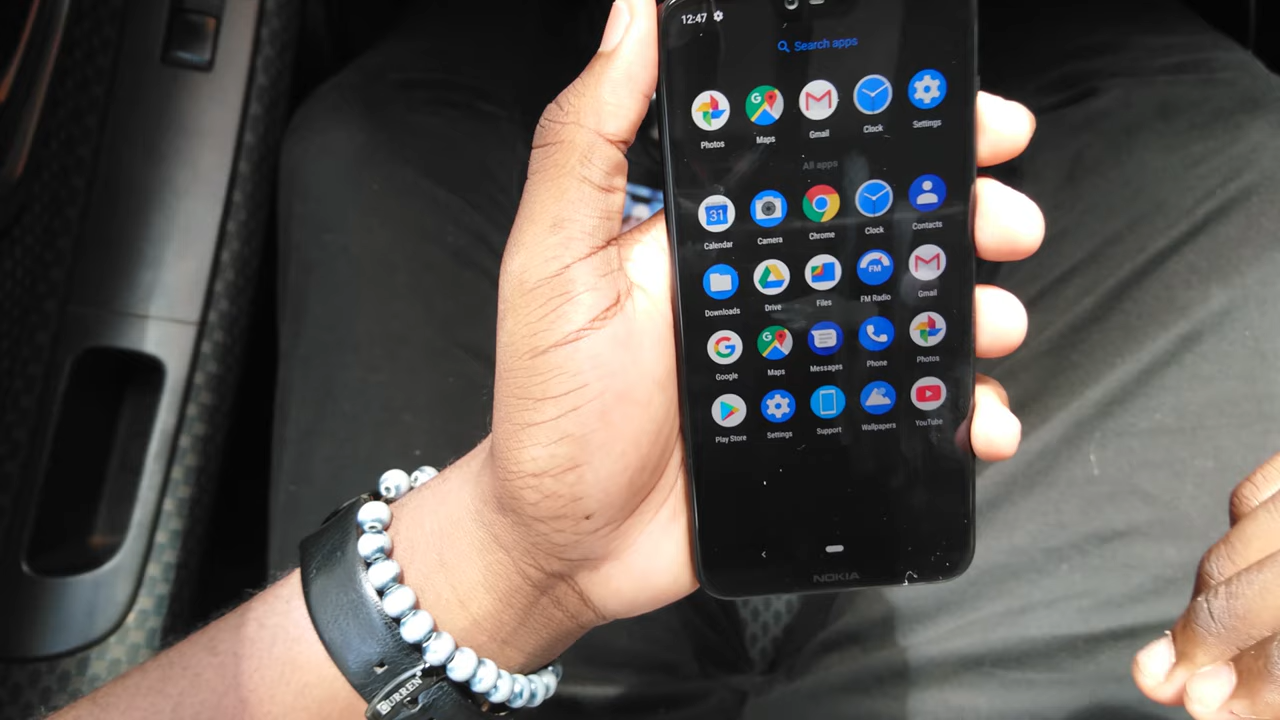 12:47
Search apps
Photos Maps Gmail Clock Settings
All apps
31
Calendar Camera Chrome Clock Contacts
FM
Downloads Drive Files FM Radio Gmail
Google Maps Messages Phone Photos
Play Store Settings Support Wallpapers YouTube
NOKIA
CURREN